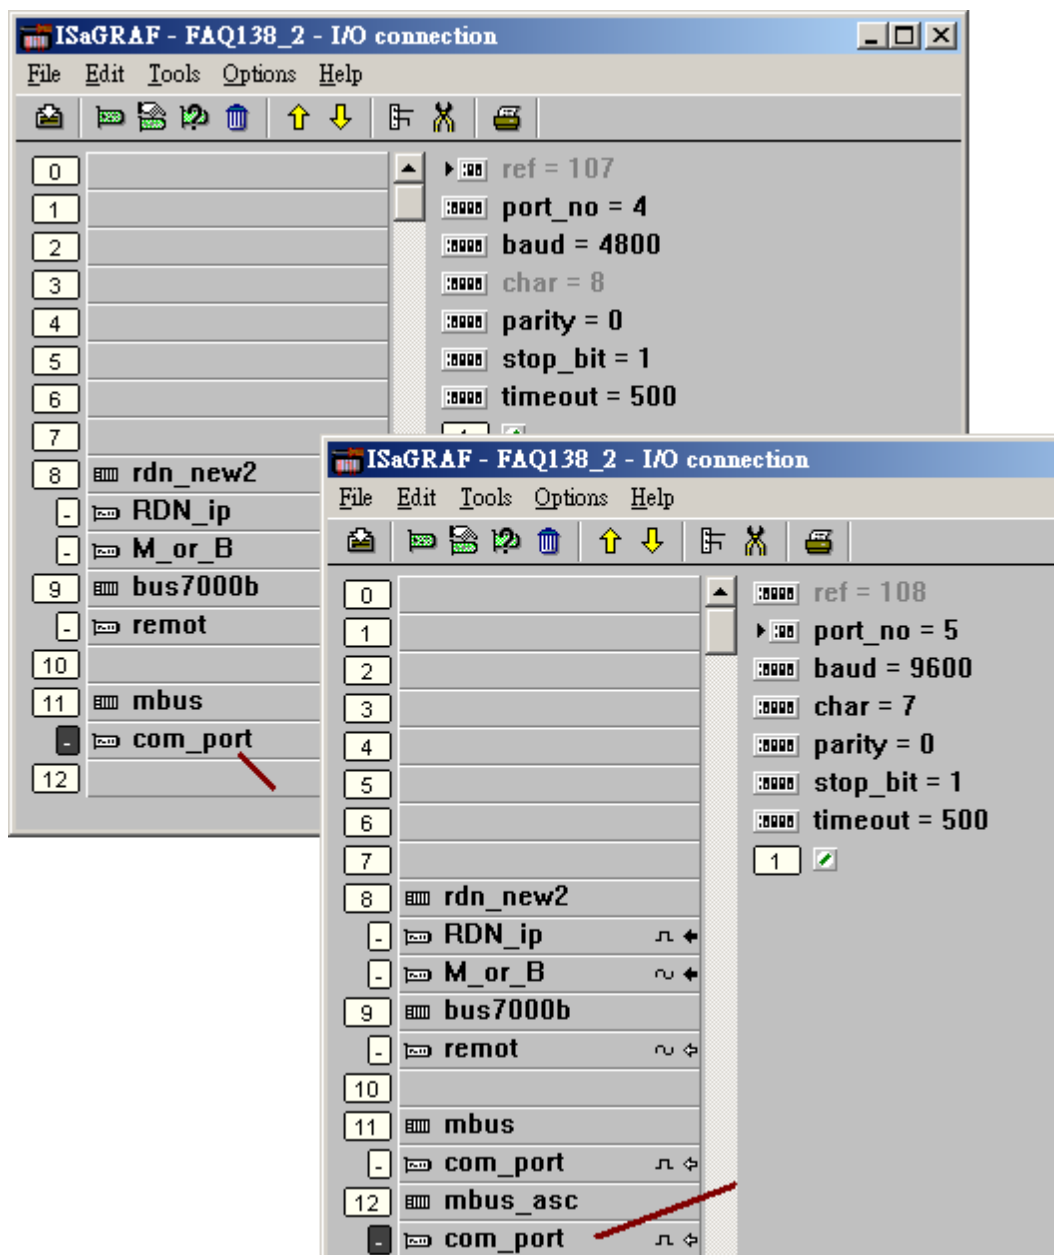 ISaGRAF - FAQ138_2 - I/O connection
File Edit Tools Options Help
0
1
2
3
4
5
6
7
8 rdn_new2
- RDN_ip
- M_or_B
9 bus7000b
- remot
10
11 mbus
- com_port
12
ref = 107
port_no = 4
baud = 4800
char = 8
parity = 0
stop_bit = 1
timeout = 500
ISaGRAF - FAQ138_2 - I/O connection
File Edit Tools Options Help
0
1
2
3
4
5
6
7
8 rdn_new2
- RDN_ip
- M_or_B
9 bus7000b
- remot
10
11 mbus
- com_port
12 mbus_asc
- com_port
ref = 108
port_no = 5
baud = 9600
char = 7
parity = 0
stop_bit = 1
timeout = 500
1